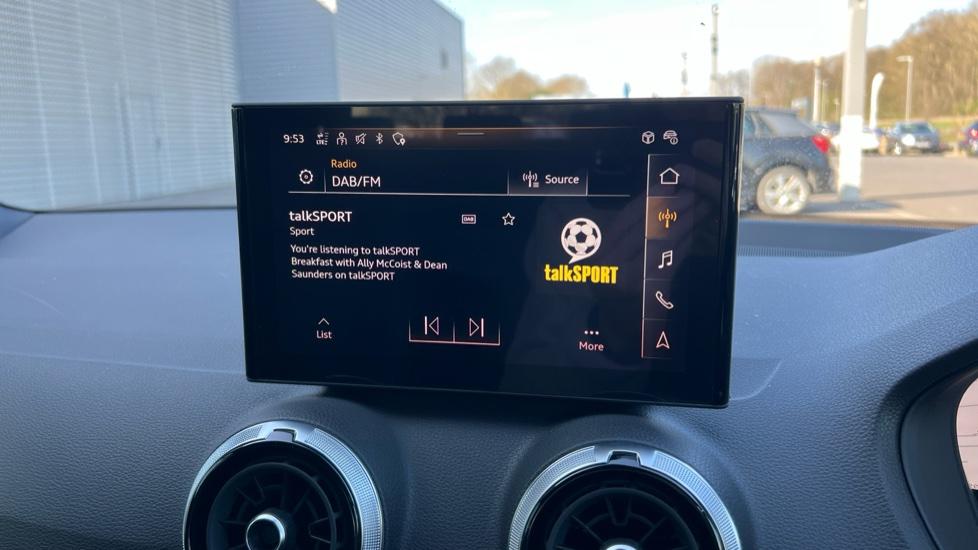 9:53
LTE
Radio
DAB/FM
Source
talkSPORT
DAB
Sport
You're listening to talkSPORT
Breakfast with Ally McCoist & Dean
Saunders on talkSPORT
talkSPORT
List
More